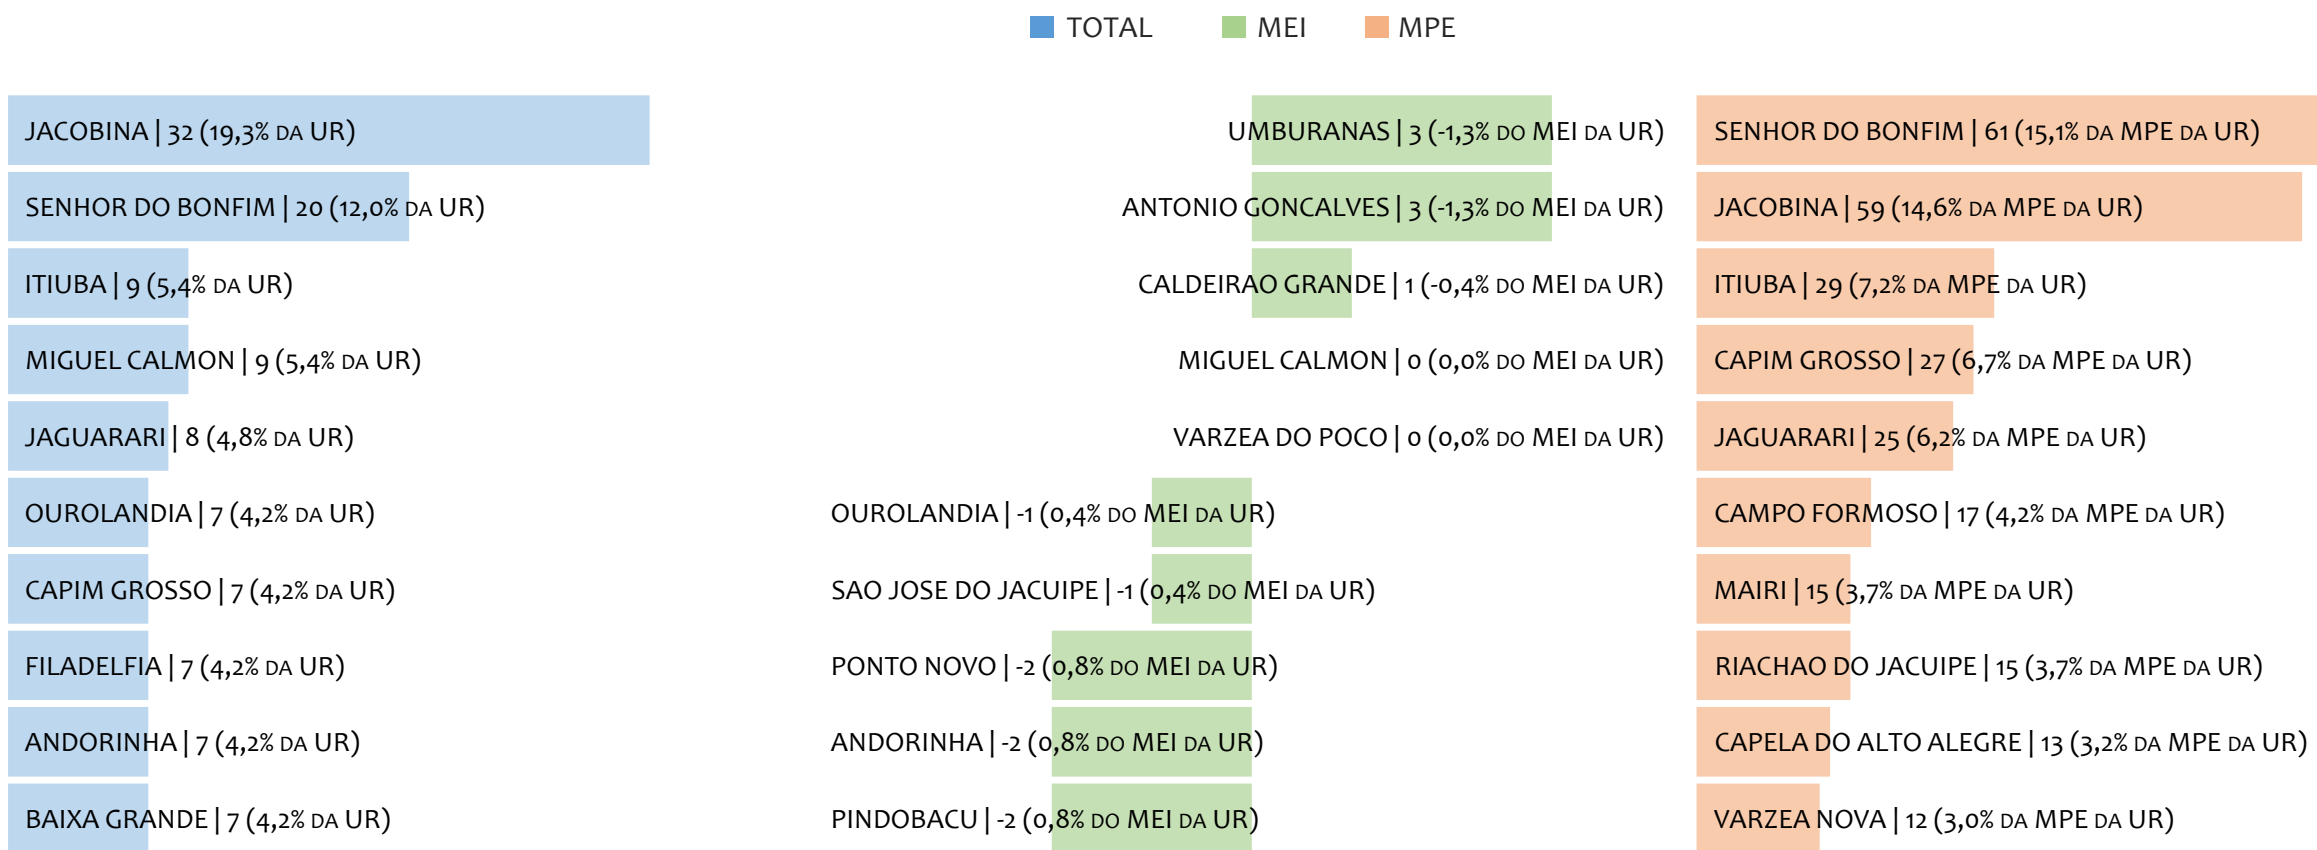 TOTAL MEI MPE
JACOBINA | 32 (19,3% DA UR)
SENHOR DO BONFIM | 20 (12,0% DA UR)
ITIUBA | 9 (5,4% DA UR)
MIGUEL CALMON | 9 (5,4% DA UR)
JAGUARARI | 8 (4,8% DA UR)
OUROLANDIA | 7 (4,2% DA UR)
CAPIM GROSSO | 7 (4,2% DA UR)
FILADELFIA | 7 (4,2% DA UR)
ANDORINHA | 7 (4,2% DA UR)
BAIXA GRANDE | 7 (4,2% DA UR)
UMBURANAS | 3 (-1,3% DO MEI DA UR)
ANTONIO GONCALVES | 3 (-1,3% DO MEI DA UR)
CALDEIRAO GRANDE | 1 (-0,4% DO MEI DA UR)
MIGUEL CALMON | 0 (0,0% DO MEI DA UR)
VARZEA DO POCO | 0 (0,0% DO MEI DA UR)
OUROLANDIA | -1 (0,4% DO MEI DA UR)
SAO JOSE DO JACUIPE | -1 (0,4% DO MEI DA UR)
PONTO NOVO | -2 (0,8% DO MEI DA UR)
ANDORINHA | -2 (0,8% DO MEI DA UR)
PINDOBACU | -2 (0,8% DO MEI DA UR)
SENHOR DO BONFIM | 61 (15,1% DA MPE DA UR)
JACOBINA | 59 (14,6% DA MPE DA UR)
ITIUBA | 29 (7,2% DA MPE DA UR)
CAPIM GROSSO | 27 (6,7% DA MPE DA UR)
JAGUARARI | 25 (6,2% DA MPE DA UR)
CAMPO FORMOSO | 17 (4,2% DA MPE DA UR)
MAIRI | 15 (3,7% DA MPE DA UR)
RIACHAO DO JACUIPE | 15 (3,7% DA MPE DA UR)
CAPELA DO ALTO ALEGRE | 13 (3,2% DA MPE DA UR)
VARZEA NOVA | 12 (3,0% DA MPE DA UR)